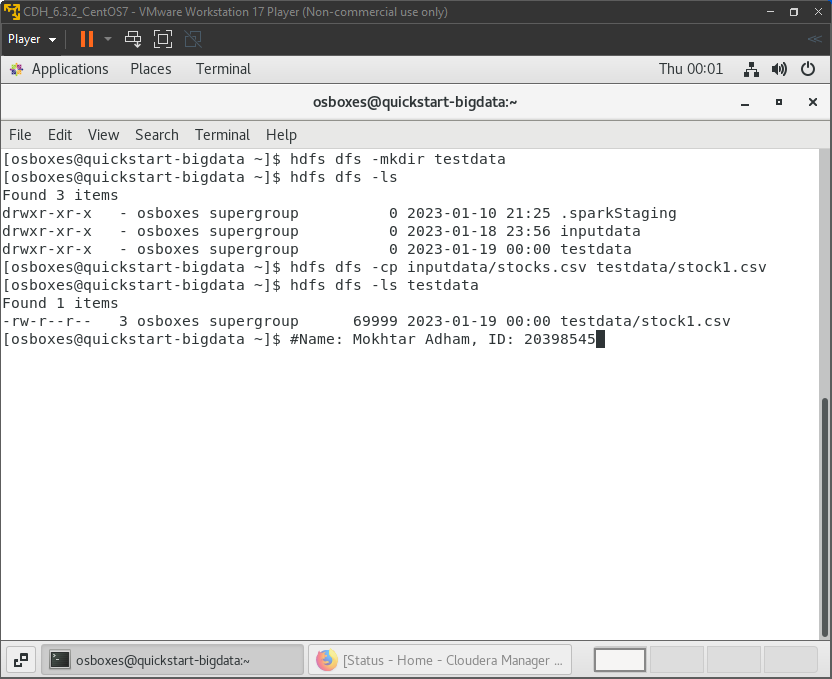 CDH_6.3.2_CentOS7 - VMware Workstation 17 Player (Non-commercial use only)
Player
Applications Places Terminal Thu 00:01
osboxes@quickstart-bigdata:~
File Edit View Search Terminal Help
[osboxes@quickstart-bigdata ~]$ hdfs dfs -mkdir testdata
[osboxes@quickstart-bigdata ~]$ hdfs dfs -ls
Found 3 items
drwxr-xr-x   - osboxes supergroup          0 2023-01-10 21:25 .sparkStaging
drwxr-xr-x   - osboxes supergroup          0 2023-01-18 23:56 inputdata
drwxr-xr-x   - osboxes supergroup          0 2023-01-19 00:00 testdata
[osboxes@quickstart-bigdata ~]$ hdfs dfs -cp inputdata/stocks.csv testdata/stock1.csv
[osboxes@quickstart-bigdata ~]$ hdfs dfs -ls testdata
Found 1 items
-rw-r--r--   3 osboxes supergroup      69999 2023-01-19 00:00 testdata/stock1.csv
[osboxes@quickstart-bigdata ~]$ #Name: Mokhtar Adham, ID: 20398545
osboxes@quickstart-bigdata:~ [Status - Home - Cloudera Manager ...